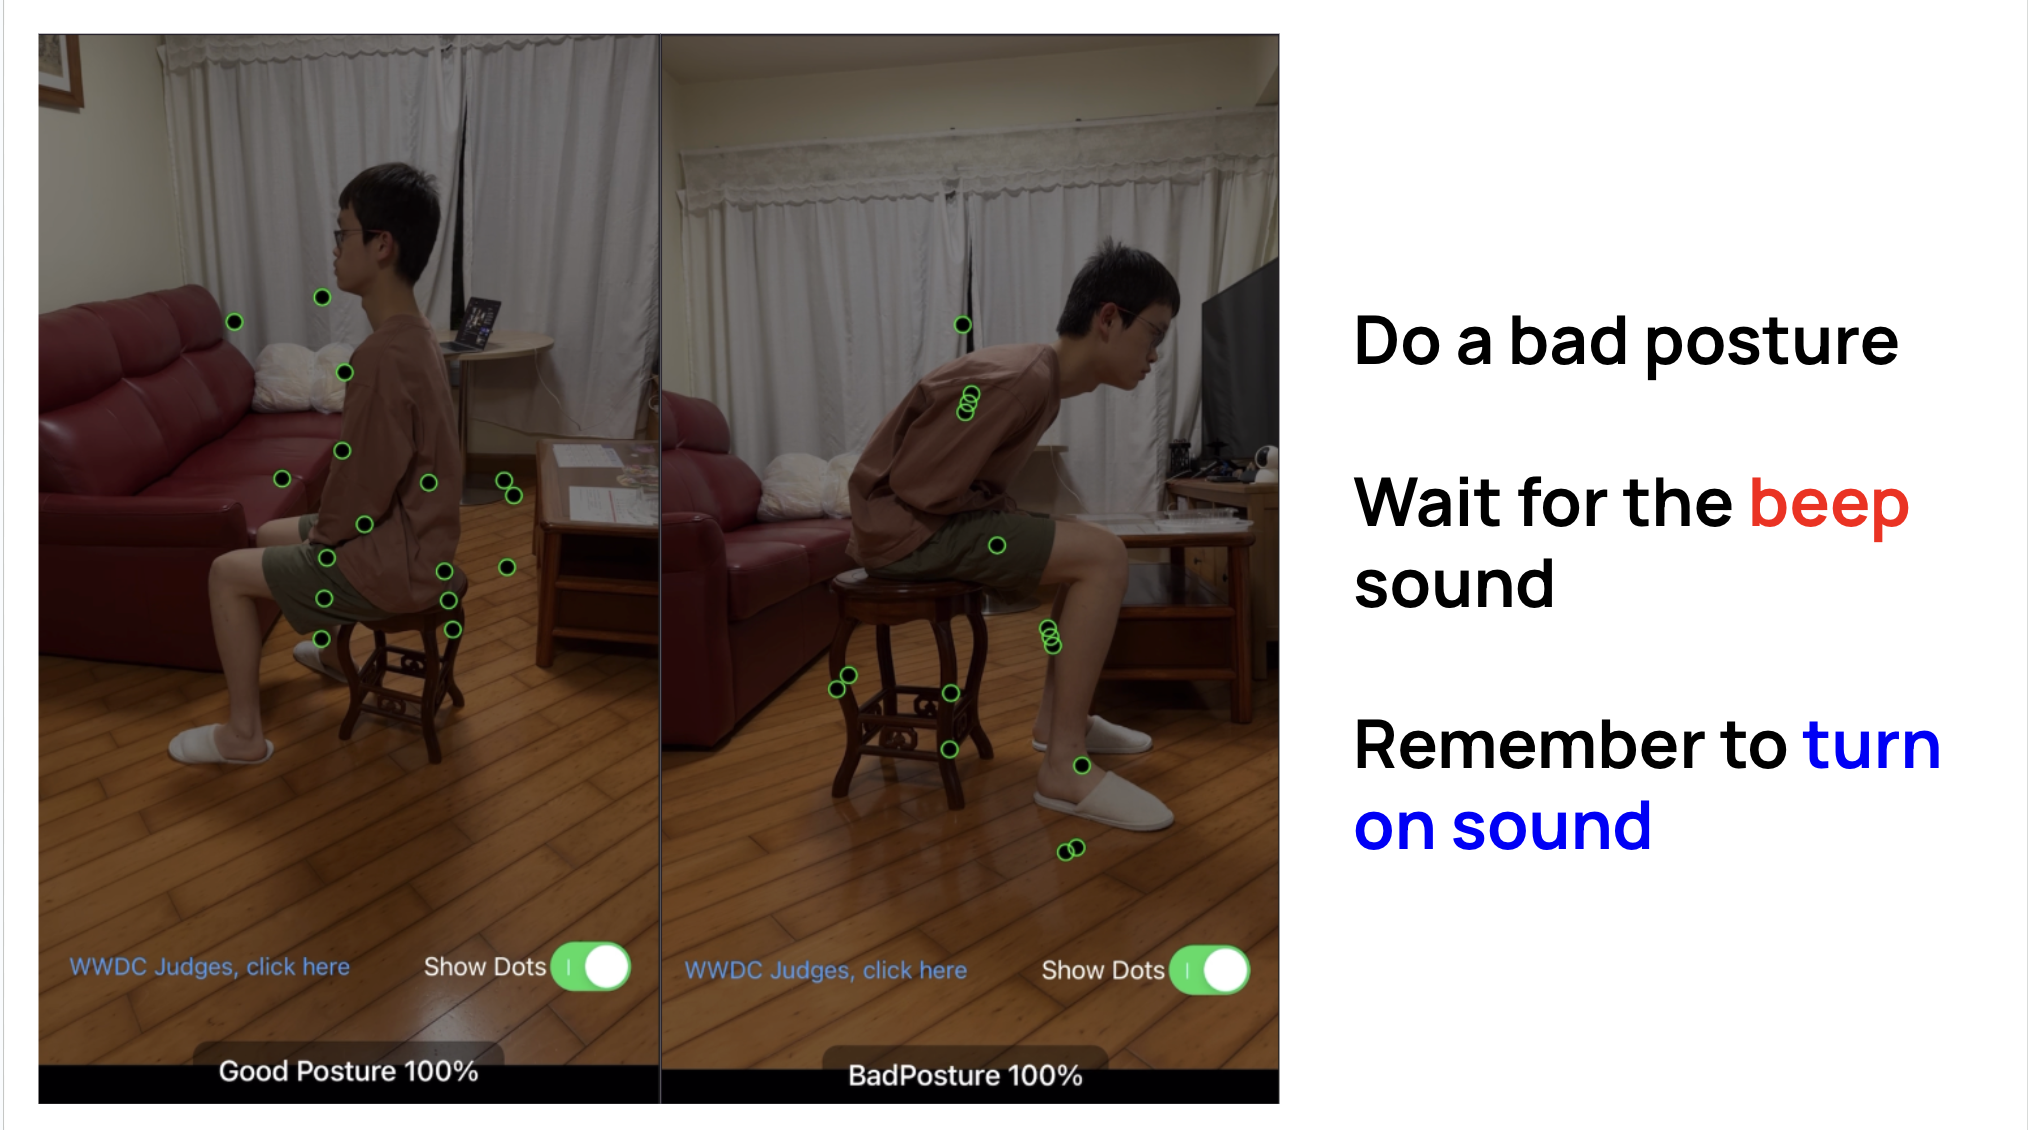 Do a bad posture
Wait for the beep
sound
Remember to turn
on sound
WWDC Judges, click here
Show Dots
Good Posture 100%
WWDC Judges, click here
Show Dots
BadPosture 100%